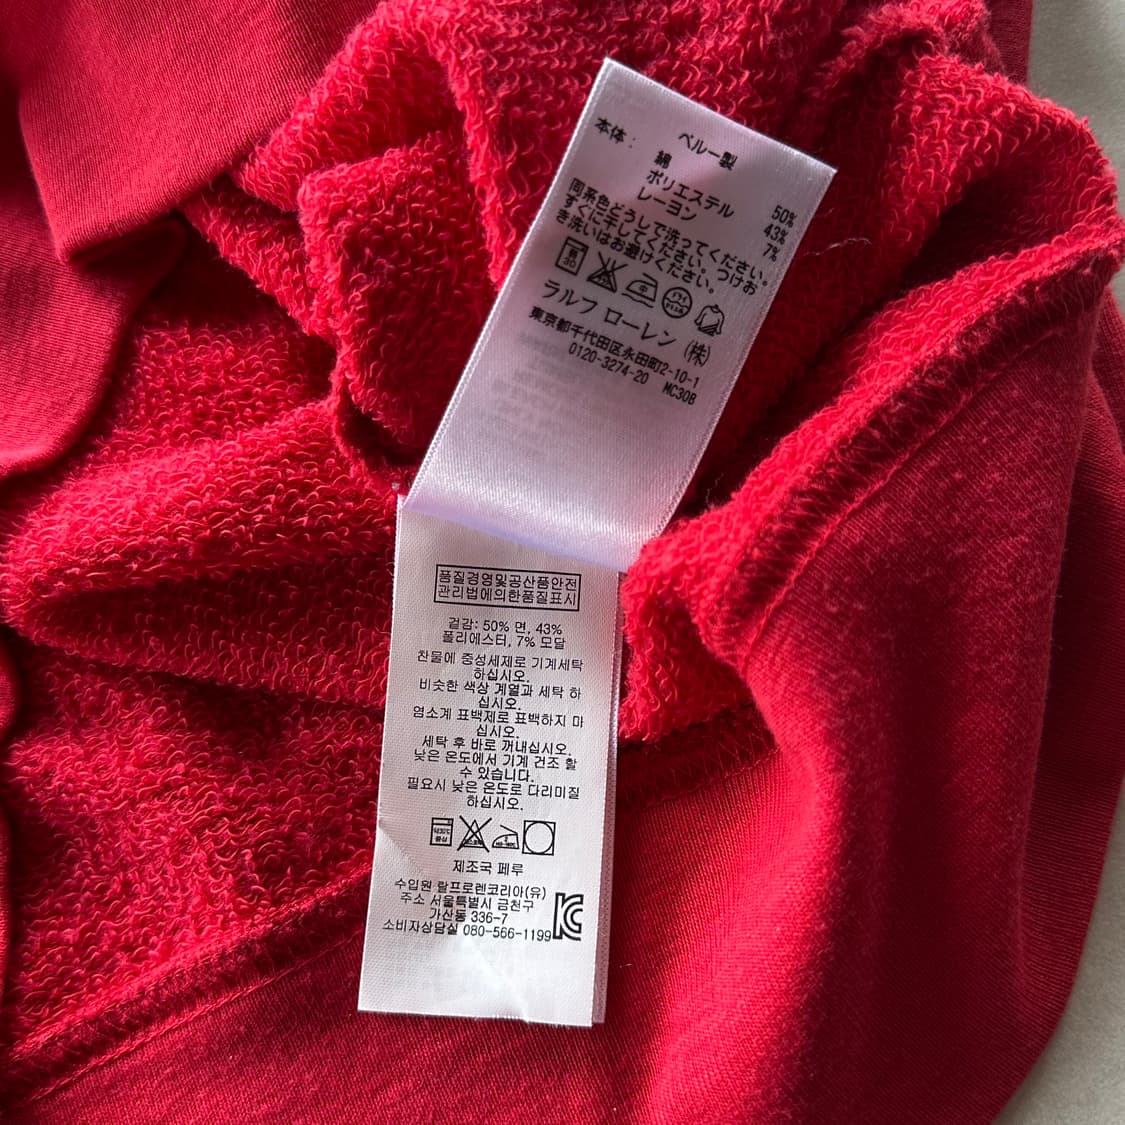 ペルー製
本体:
綿 50%
ポリエステル 43%
レーヨン 7%
同系色どうしで洗ってください。
すぐに干してください。つけお
き洗いはお避けください。
ラルフ ローレン (株)
東京都千代田区永田町2-10-1
0120-3274-20 MC30B
품질경영및공산품안전
관리법에의한품질표시
겉감: 50% 면, 43%
폴리에스터, 7% 모달
찬물에 중성세제로 기계세탁
하십시오.
비슷한 색상 계열과 세탁 하
십시오.
염소계 표백제로 표백하지 마
십시오.
세탁 후 바로 꺼내십시오.
낮은 온도에서 기계 건조 할
수 있습니다.
필요시 낮은 온도로 다리미질
하십시오.
제조국 페루
수입원 랄프로렌코리아(유)
주소 서울특별시 금천구
가산동 336-7
소비자상담실 080-566-1199